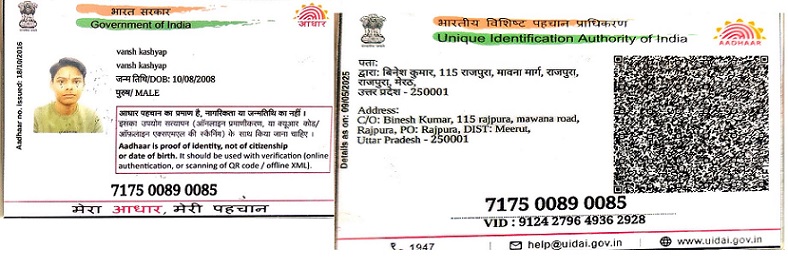 भारत सरकार
Government of India
आधार
Aadhaar no. issued: 18/10/2016
vansh kashyap
vansh kashyap
जन्म तिथि/DOB: 10/08/2008
पुरुष/ MALE
आधार पहचान का प्रमाण है, नागरिकता या जन्मतिथि का नहीं ।
इसका उपयोग सत्यापन (ऑनलाइन प्रमाणीकरण, या क्यूआर कोड/
ऑफ़लाइन एक्सएमएल की स्कैनिंग) के साथ किया जाना चाहिए ।
Aadhaar is proof of identity, not of citizenship
or date of birth. It should be used with verification (online
authentication, or scanning of QR code / offline XML).
7175 0089 0085
मेरा आधार, मेरी पहचान
भारतीय विशिष्ट पहचान प्राधिकरण
Unique Identification Authority of India
AADHAAR
Details as on: 09/05/2025
पता:
द्वारा: बिनेश कुमार, 115 राजपुरा, मावना मार्ग, राजपुरा,
राजपुरा, मेरठ,
उत्तर प्रदेश - 250001
Address:
C/O: Binesh Kumar, 115 rajpura, mawana road,
Rajpura, PO: Rajpura, DIST: Meerut,
Uttar Pradesh - 250001
7175 0089 0085
VID : 9124 2796 4936 2928
1947
help@uidai.gov.in
www.uidai.gov.in